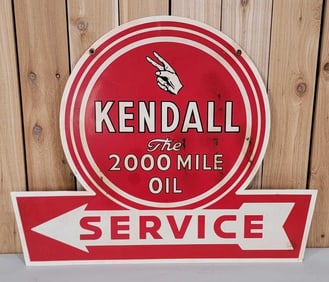 KENDALL
The
2000 MILE
OIL
SERVICE